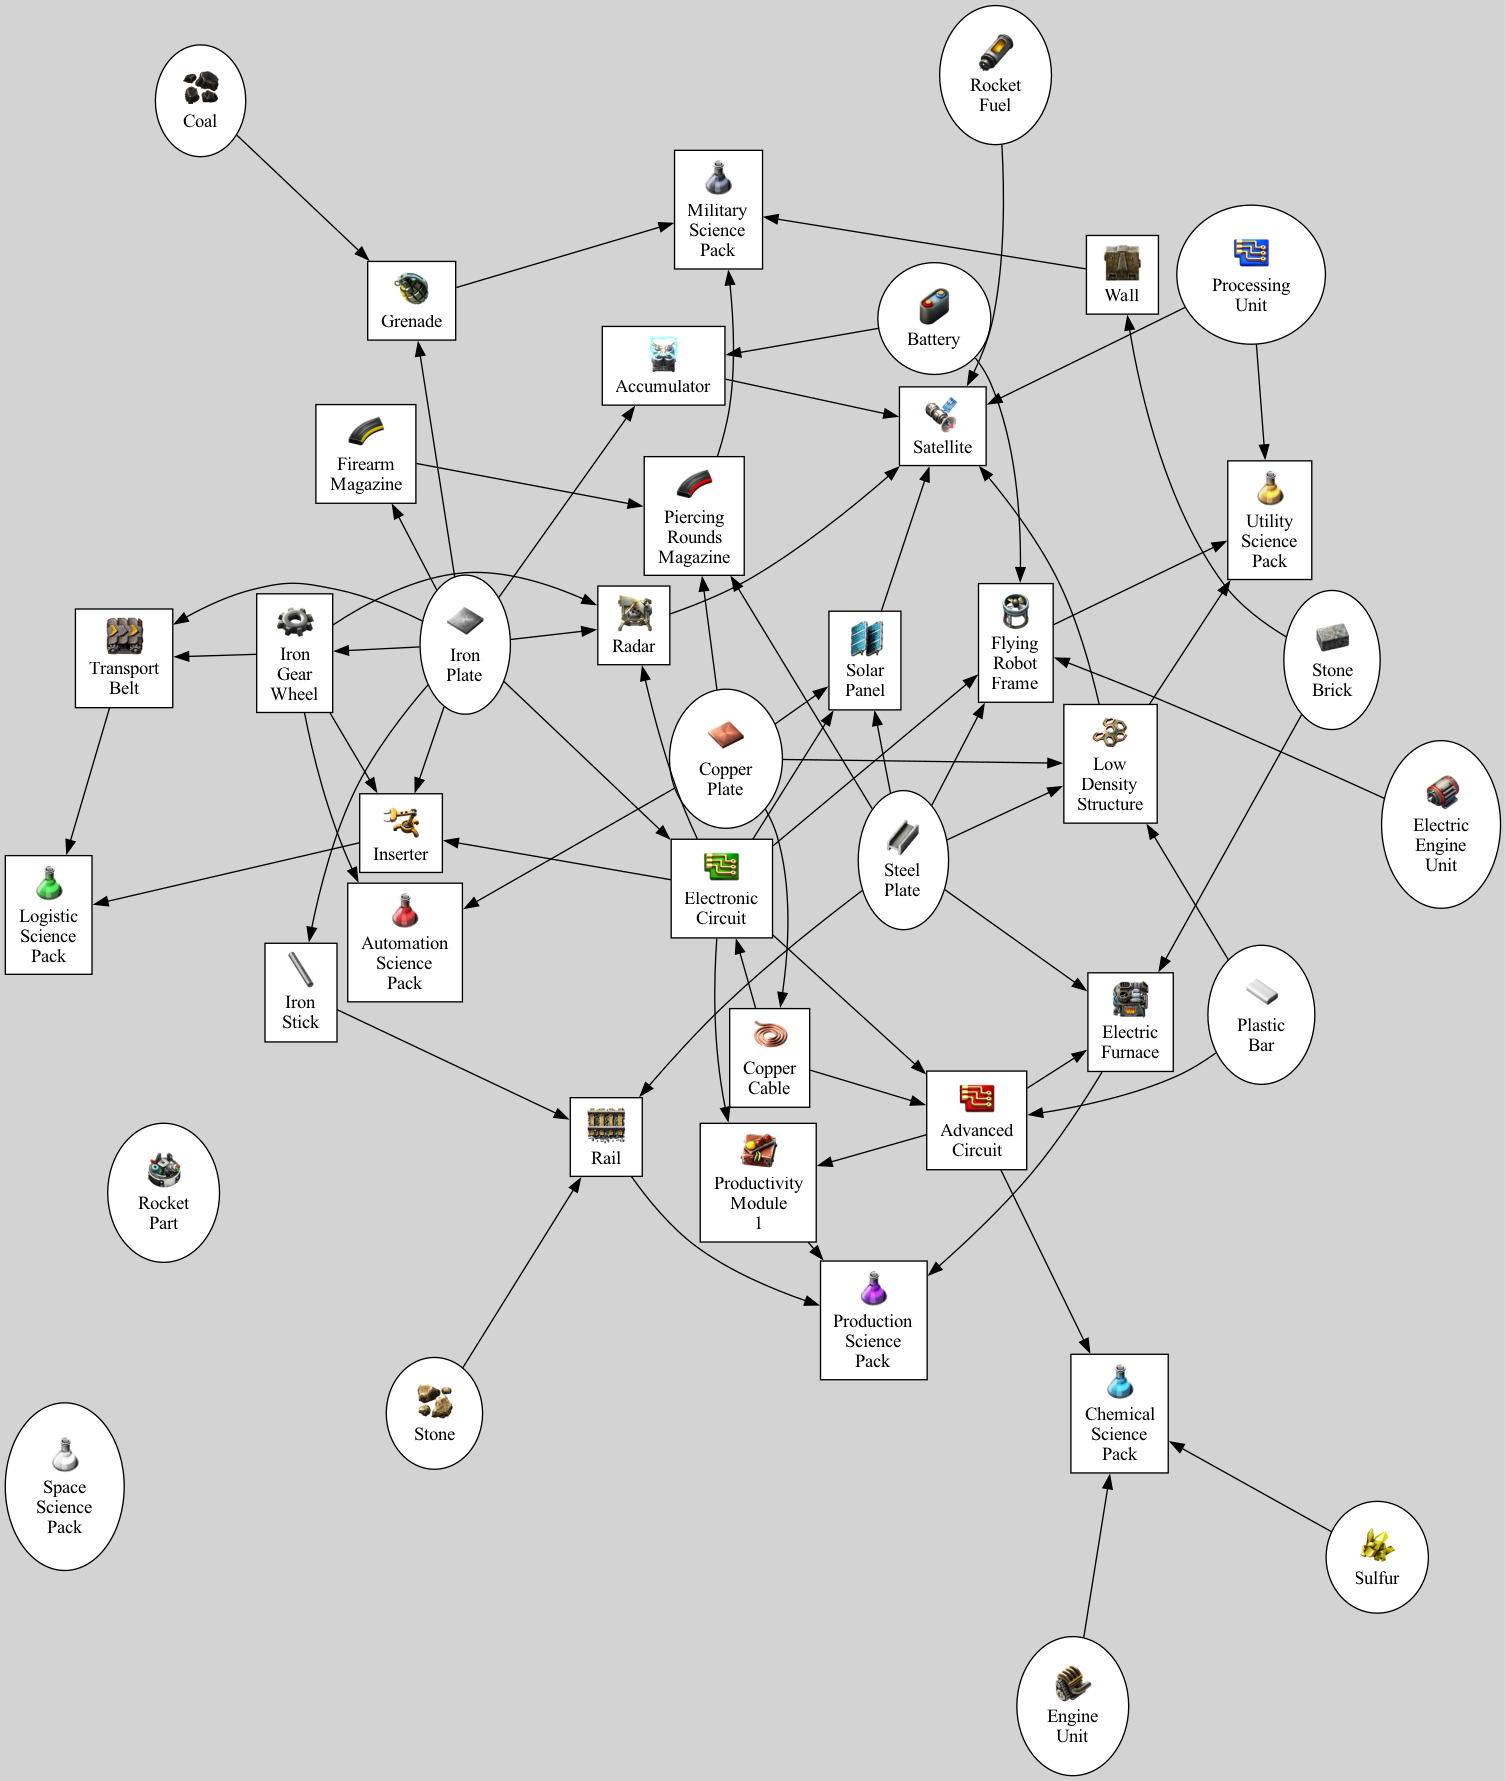 Rocket
Fuel
Coal
Military
Science
Pack
Processing
Unit
Wall
Grenade
Battery
Accumulator
Satellite
Firearm
Magazine
Piercing
Rounds
Magazine
Utility
Science
Pack
Transport
Belt
Iron
Gear
Wheel
Iron
Plate
Radar
Solar
Panel
Flying
Robot
Frame
Stone
Brick
Copper
Plate
Low
Density
Structure
Electric
Engine
Unit
Inserter
Electronic
Circuit
Steel
Plate
Logistic
Science
Pack
Automation
Science
Pack
Iron
Stick
Copper
Cable
Electric
Furnace
Plastic
Bar
Rail
Advanced
Circuit
Rocket
Part
Productivity
Module
1
Production
Science
Pack
Stone
Chemical
Science
Pack
Space
Science
Pack
Sulfur
Engine
Unit